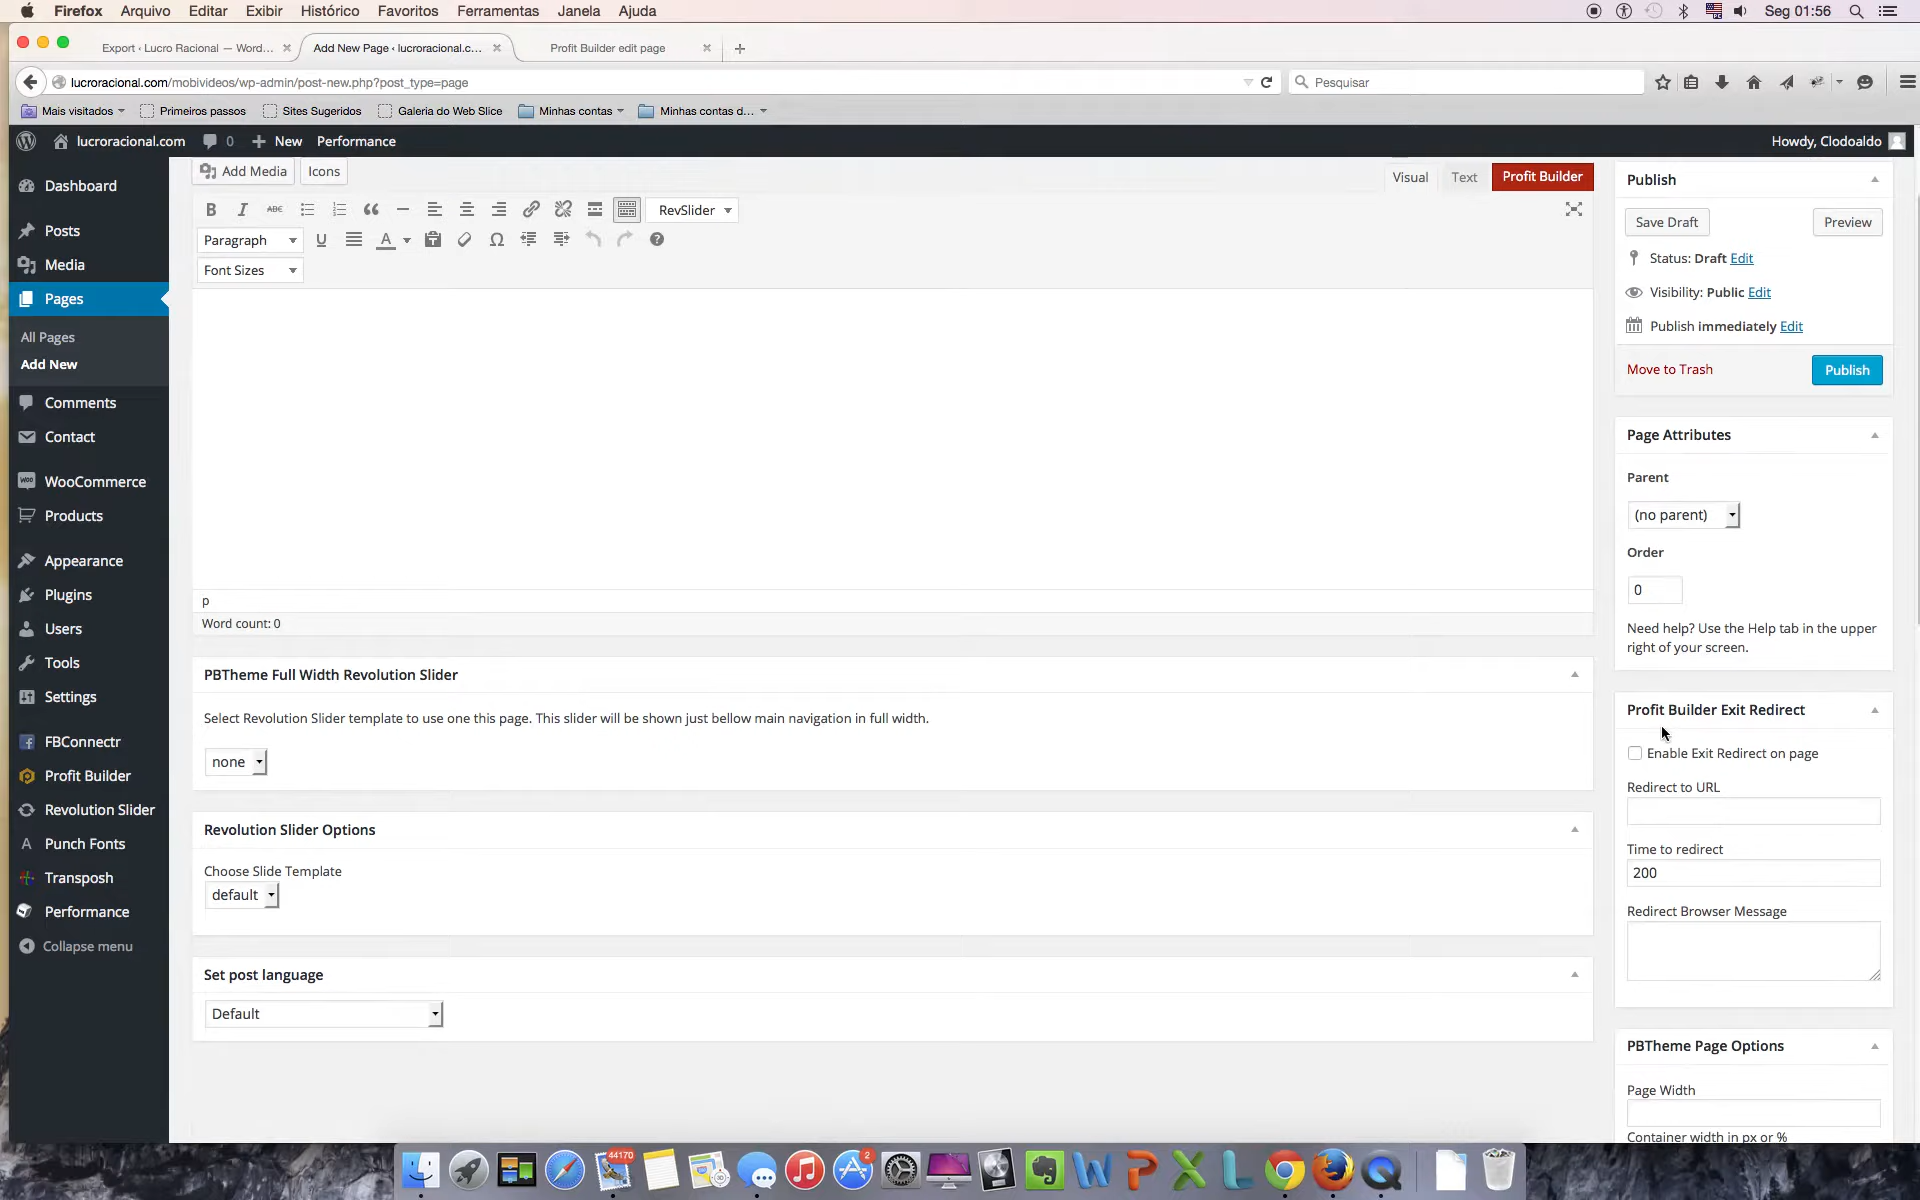 Firefox Arquivo Editar Exibir Histórico Favoritos Ferramentas Janela Ajuda Seg 01:56
Export ‹ Lucro Racional — Word... Add New Page ‹ lucroracional.c... Profit Builder edit page
lucroracional.com/mobivideos/wp-admin/post-new.php?post_type=page Pesquisar
Mais visitados Primeiros passos Sites Sugeridos Galeria do Web Slice Minhas contas Minhas contas d...
lucroracional.com 0 New Performance Howdy, Clodoaldo
Dashboard
Posts
Media
Pages
All Pages
Add New
Comments
Contact
WooCommerce
Products
Appearance
Plugins
Users
Tools
Settings
FBConnectr
Profit Builder
Revolution Slider
Punch Fonts
Transposh
Performance
Collapse menu
Add Media Icons Visual Text Profit Builder
RevSlider
Paragraph
Font Sizes
p
Word count: 0
PBTheme Full Width Revolution Slider
Select Revolution Slider template to use one this page. This slider will be shown just bellow main navigation in full width.
none
Revolution Slider Options
Choose Slide Template
default
Set post language
Default
Publish
Save Draft Preview
Status: Draft Edit
Visibility: Public Edit
Publish immediately Edit
Move to Trash Publish
Page Attributes
Parent
(no parent)
Order
0
Need help? Use the Help tab in the upper
right of your screen.
Profit Builder Exit Redirect
Enable Exit Redirect on page
Redirect to URL
Time to redirect
200
Redirect Browser Message
PBTheme Page Options
Page Width
Container width in px or %
44170
2